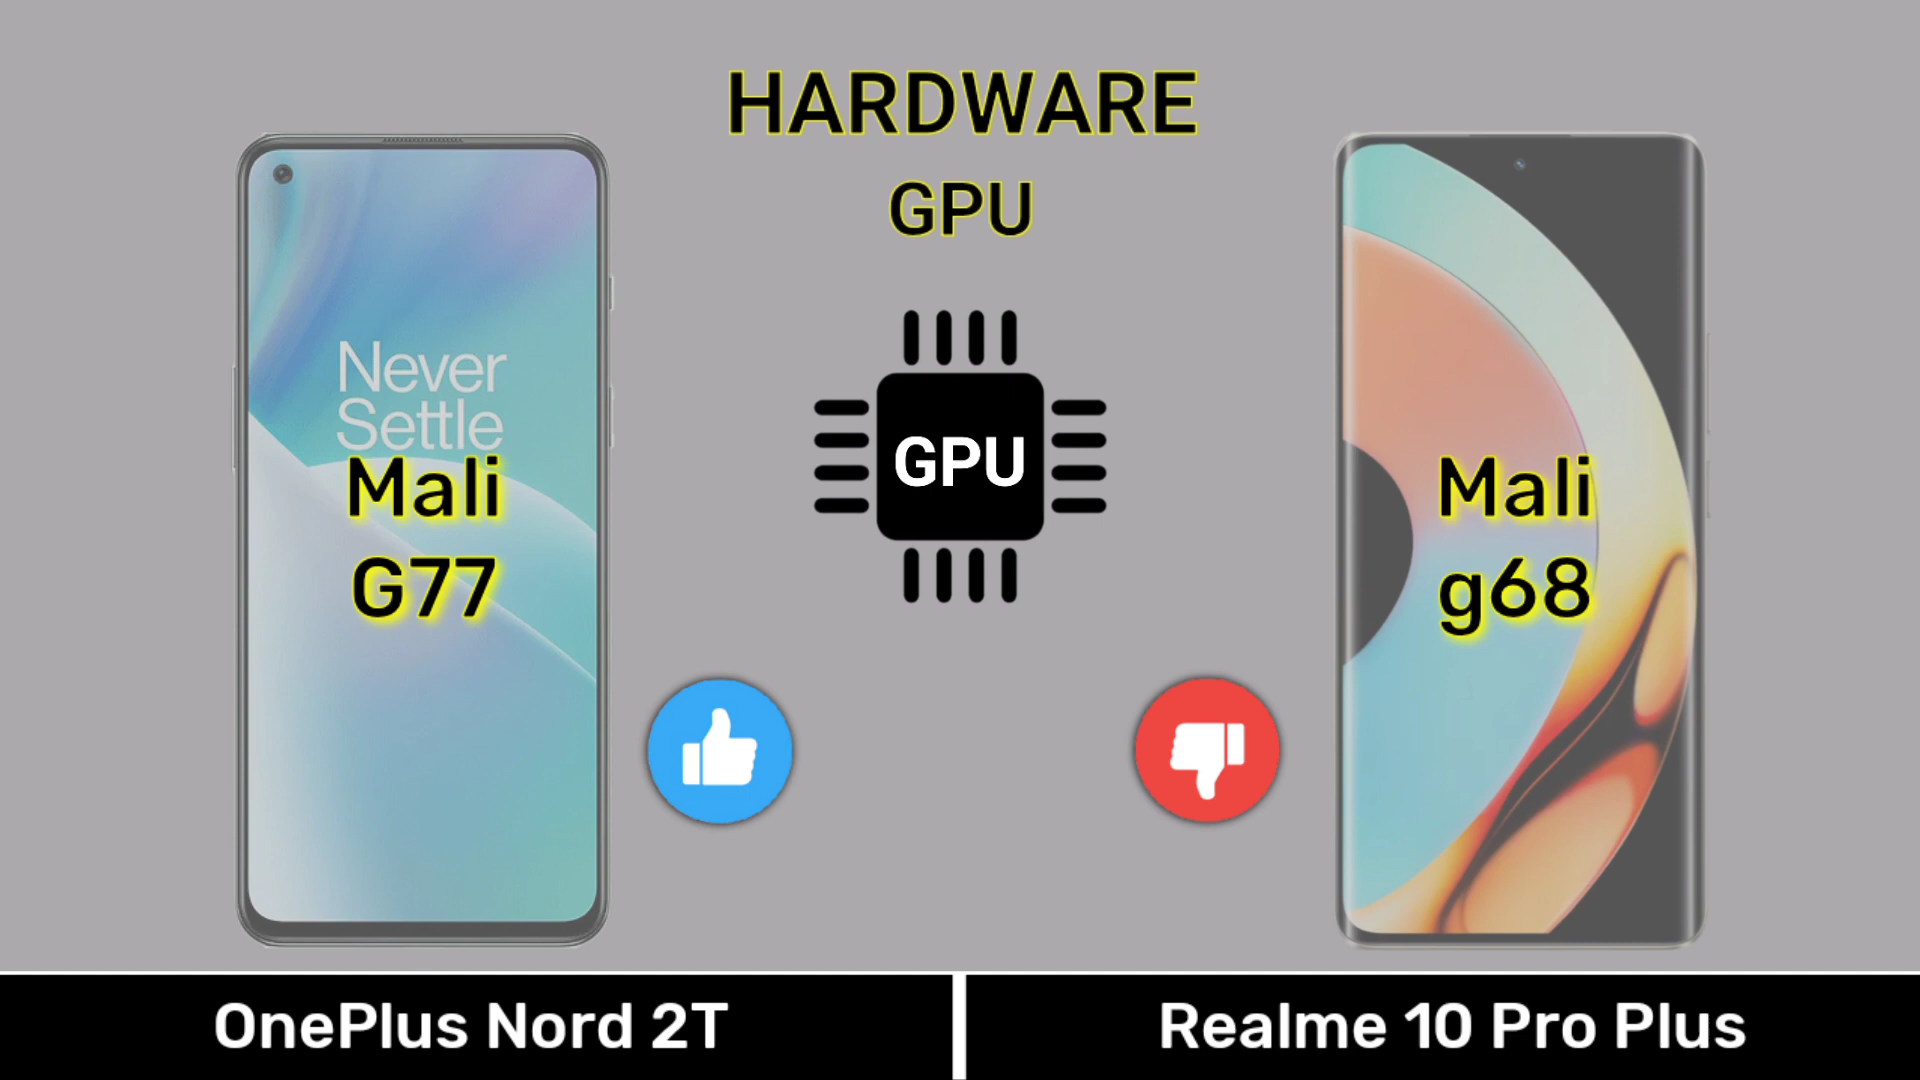 HARDWARE
GPU
Never
Settle
Mali
G77
GPU
Mali
g68
OnePlus Nord 2T
Realme 10 Pro Plus